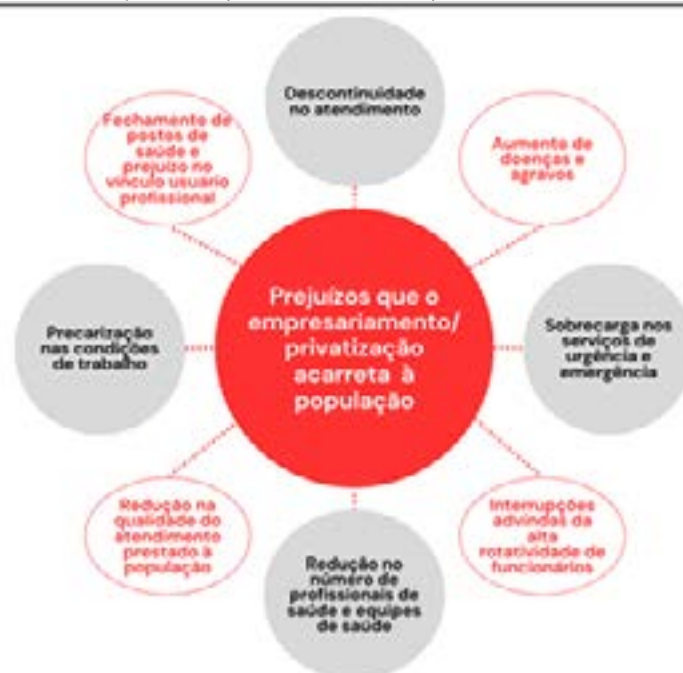 Descontinuidade
no atendimento
Fechamento de
postos de
saúde e
prejuízo no
vínculo usuário
profissional
Aumento de
doenças e
agravos
Prejuízos que o
empresariamento/
privatização
acarreta à
população
Precarização
nas condições
de trabalho
Sobrecarga nos
serviços de
urgência e
emergência
Redução na
qualidade do
atendimento
prestado à
população
Interrupções
advindas da
alta
rotatividade de
funcionários
Redução no
número de
profissionais de
saúde e equipes
de saúde